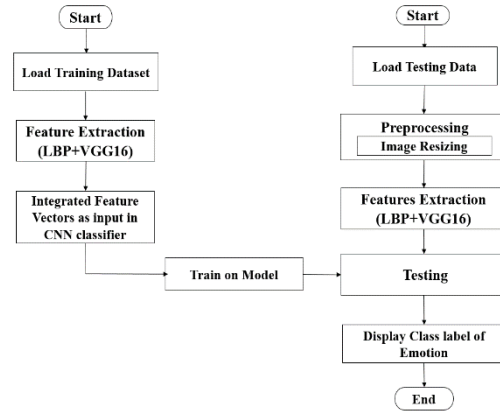 Start
Load Training Dataset
Feature Extraction
(LBP+VGG16)
Integrated Feature
Vectors as input in
CNN classifier
Train on Model
Start
Load Testing Data
Preprocessing
Image Resizing
Features Extraction
(LBP+VGG16)
Testing
Display Class label of
Emotion
End